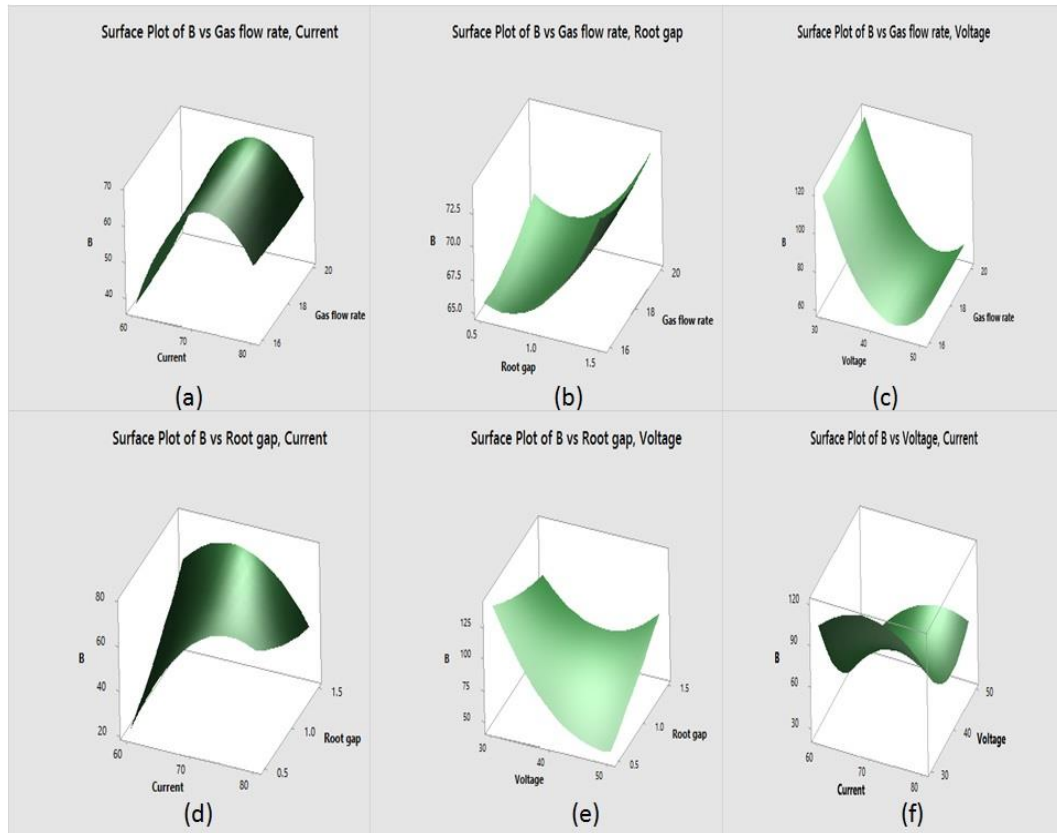 Surface Plot of B vs Gas flow rate, Current
70
60
B
50
40
60
70
80
Current
20
18
16
Gas flow rate
(a)
Surface Plot of B vs Gas flow rate, Root gap
72.5
70.0
B
67.5
65.0
0.5
1.0
1.5
Root gap
20
18
16
Gas flow rate
(b)
Surface Plot of B vs Gas flow rate, Voltage
120
100
B
80
60
30
40
50
Voltage
20
18
16
Gas flow rate
(c)
Surface Plot of B vs Root gap, Current
80
60
B
40
20
60
70
80
Current
1.5
1.0
0.5
Root gap
(d)
Surface Plot of B vs Root gap, Voltage
125
100
B
75
50
30
40
50
Voltage
1.5
1.0
0.5
Root gap
(e)
Surface Plot of B vs Voltage, Current
120
90
B
60
30
60
70
80
Current
50
40
30
Voltage
(f)